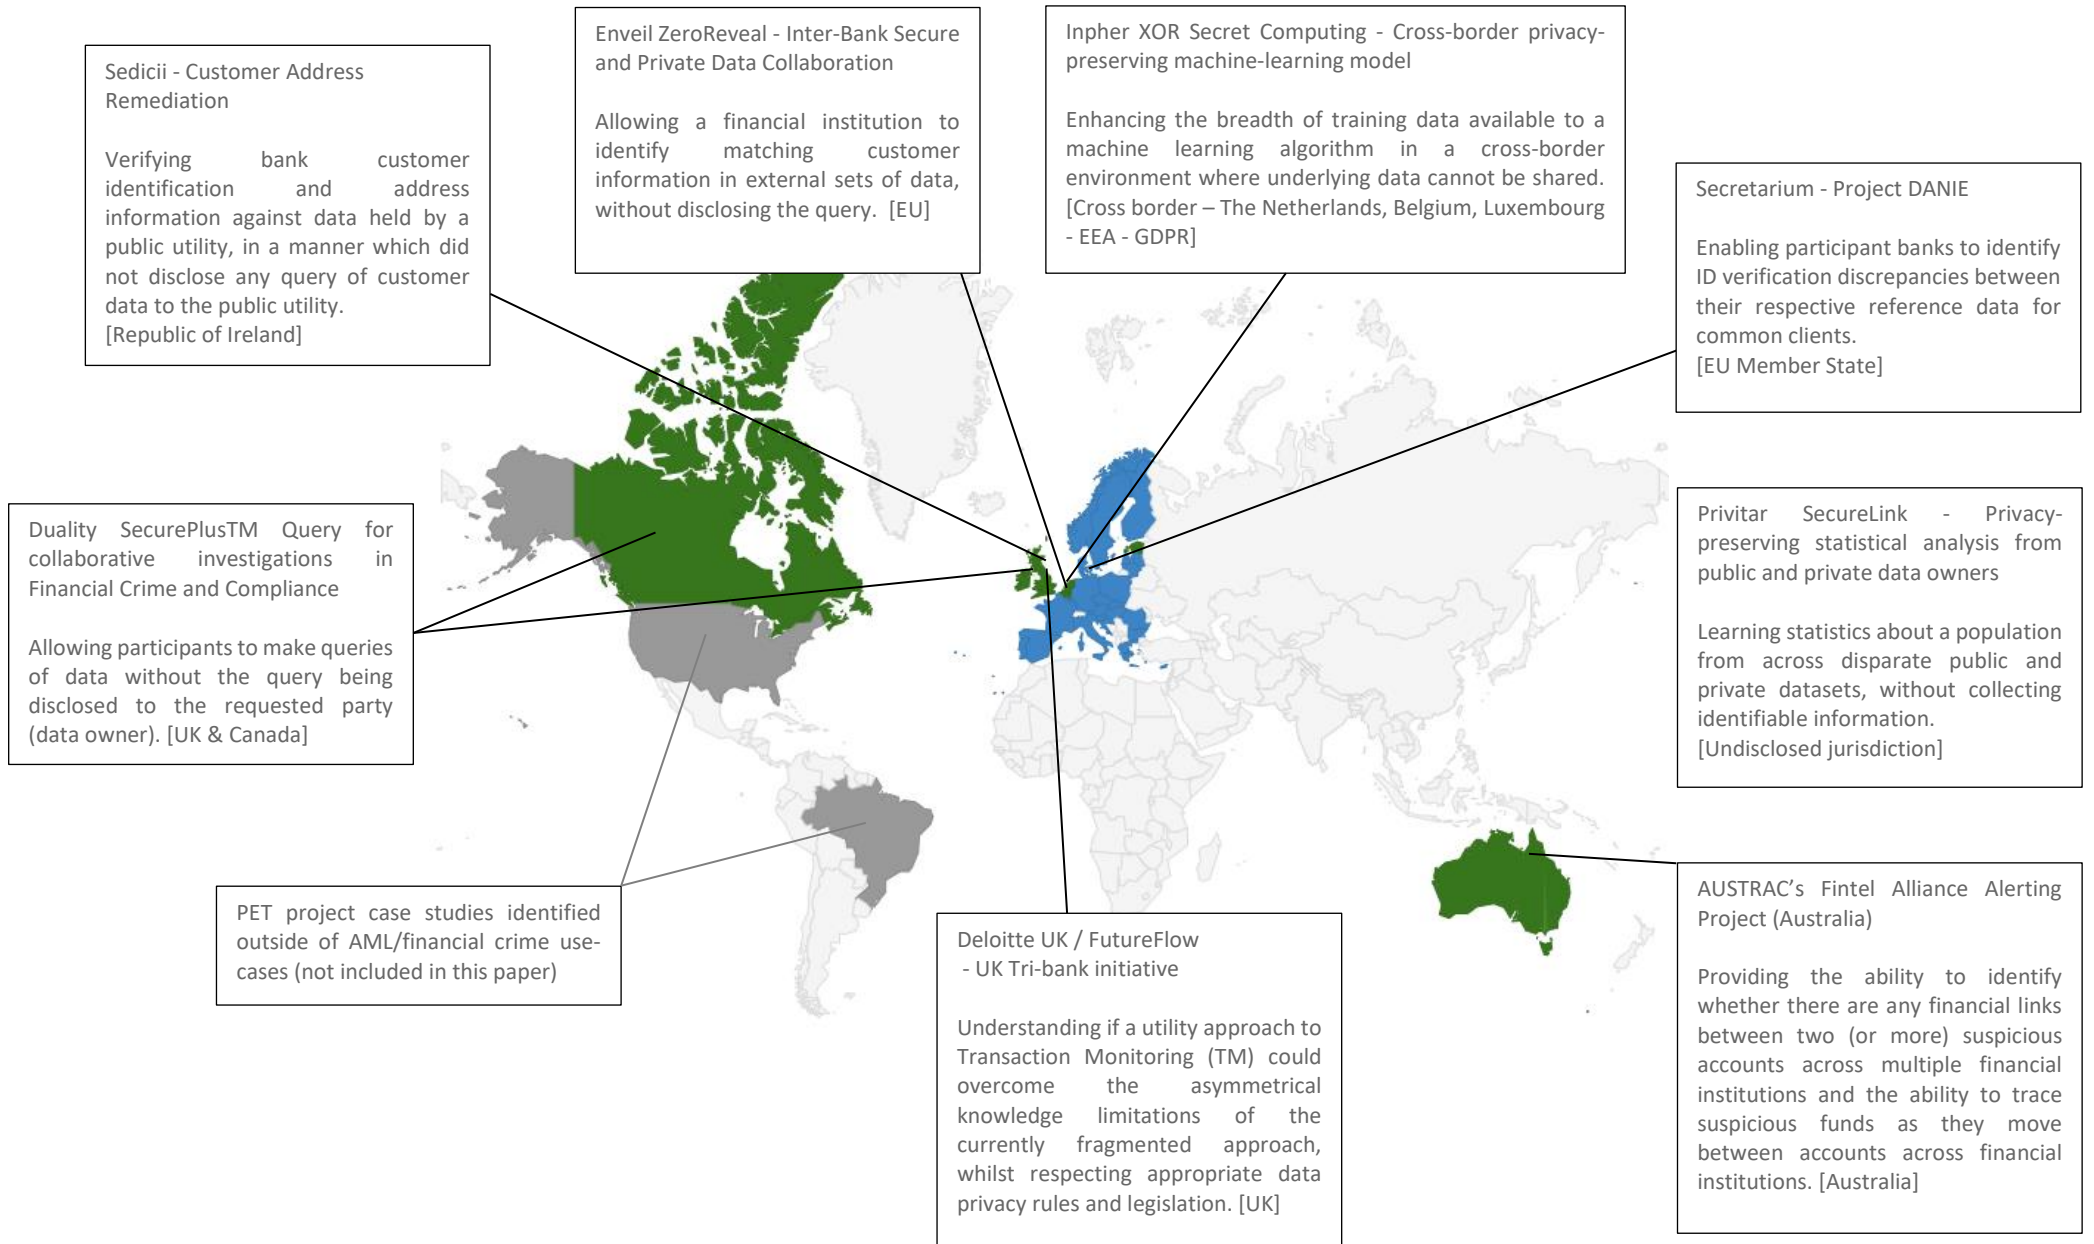 Sedicii - Customer Address
Remediation
Verifying bank customer
identification and address
information against data held by a
public utility, in a manner which did
not disclose any query of customer
data to the public utility.
[Republic of Ireland]
Enveil ZeroReveal - Inter-Bank Secure
and Private Data Collaboration
Allowing a financial institution to
identify matching customer
information in external sets of data,
without disclosing the query. [EU]
Inpher XOR Secret Computing - Cross-border privacy-
preserving machine-learning model
Enhancing the breadth of training data available to a
machine learning algorithm in a cross-border
environment where underlying data cannot be shared.
[Cross border – The Netherlands, Belgium, Luxembourg
- EEA - GDPR]
Secretarium - Project DANIE
Enabling participant banks to identify
ID verification discrepancies between
their respective reference data for
common clients.
[EU Member State]
Duality SecurePlusTM Query for
collaborative investigations in
Financial Crime and Compliance
Allowing participants to make queries
of data without the query being
disclosed to the requested party
(data owner). [UK & Canada]
Privitar SecureLink - Privacy-
preserving statistical analysis from
public and private data owners
Learning statistics about a population
from across disparate public and
private datasets, without collecting
identifiable information.
[Undisclosed jurisdiction]
PET project case studies identified
outside of AML/financial crime use-
cases (not included in this paper)
Deloitte UK / FutureFlow
- UK Tri-bank initiative
Understanding if a utility approach to
Transaction Monitoring (TM) could
overcome the asymmetrical
knowledge limitations of the
currently fragmented approach,
whilst respecting appropriate data
privacy rules and legislation. [UK]
AUSTRAC’s Fintel Alliance Alerting
Project (Australia)
Providing the ability to identify
whether there are any financial links
between two (or more) suspicious
accounts across multiple financial
institutions and the ability to trace
suspicious funds as they move
between accounts across financial
institutions. [Australia]